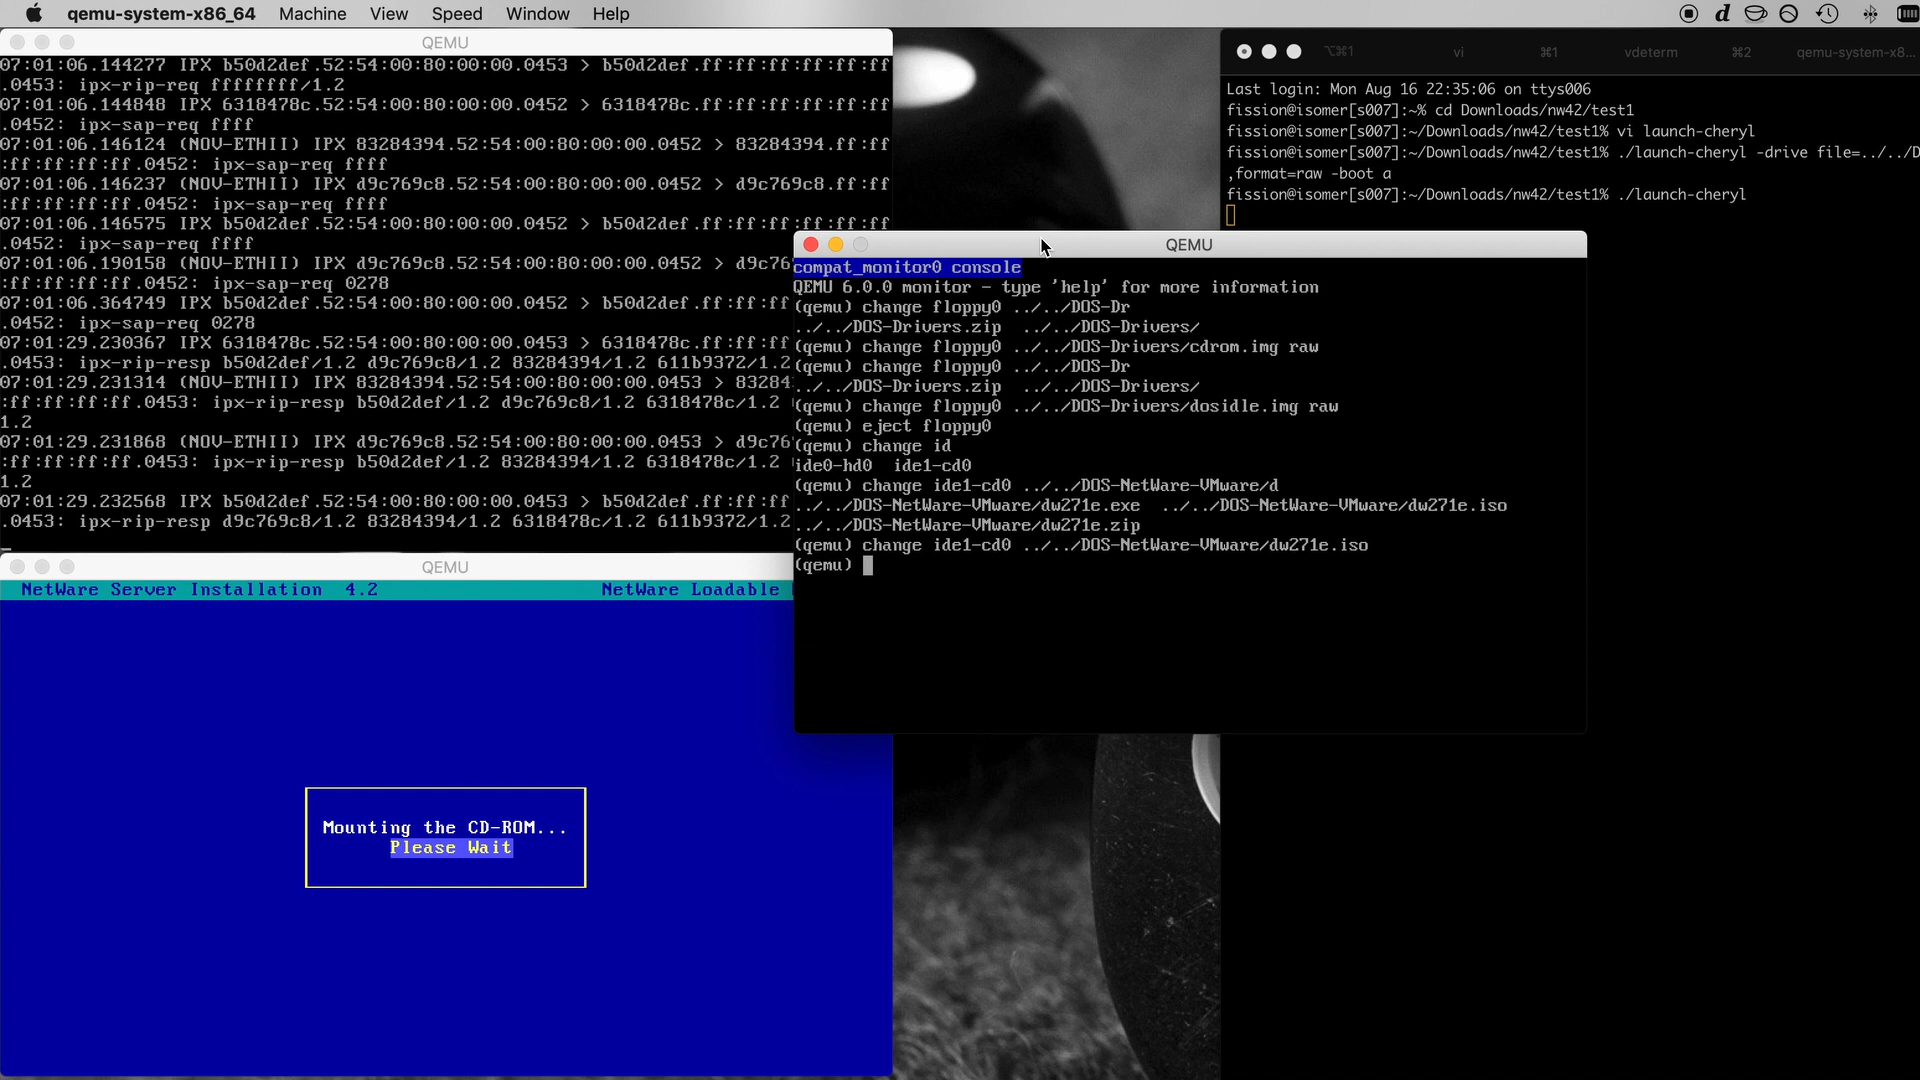 qemu-system-x86_64 Machine View Speed Window Help
QEMU
07:01:06.144277 IPX b50d2def.52:54:00:80:00:00.0453 > b50d2def.ff:ff:ff:ff:ff:ff
.0453: ipx-rip-req ffffffff/1.2
07:01:06.144848 IPX 6318478c.52:54:00:80:00:00.0452 > 6318478c.ff:ff:ff:ff:ff:ff
.0452: ipx-sap-req ffff
07:01:06.146124 (NOV-ETHII) IPX 83284394.52:54:00:80:00:00.0452 > 83284394.ff:ff
:ff:ff:ff:ff.0452: ipx-sap-req ffff
07:01:06.146237 (NOV-ETHII) IPX d9c769c8.52:54:00:80:00:00.0452 > d9c769c8.ff:ff
:ff:ff:ff:ff.0452: ipx-sap-req ffff
07:01:06.146575 IPX b50d2def.52:54:00:80:00:00.0452 > b50d2def.ff:ff:ff:ff:ff:ff
.0452: ipx-sap-req ffff
07:01:06.190158 (NOV-ETHII) IPX d9c769c8.52:54:00:80:00:00.0452 > d9c76
:ff:ff:ff:ff.0452: ipx-sap-req 0278
07:01:06.364749 IPX b50d2def.52:54:00:80:00:00.0452 > b50d2def.ff:ff:ff
.0452: ipx-sap-req 0278
07:01:29.230367 IPX 6318478c.52:54:00:80:00:00.0453 > 6318478c.ff:ff:ff
.0453: ipx-rip-resp b50d2def/1.2 d9c769c8/1.2 83284394/1.2 611b9372/1.2
07:01:29.231314 (NOV-ETHII) IPX 83284394.52:54:00:80:00:00.0453 > 83284
:ff:ff:ff:ff.0453: ipx-rip-resp b50d2def/1.2 d9c769c8/1.2 6318478c/1.2
1.2
07:01:29.231868 (NOV-ETHII) IPX d9c769c8.52:54:00:80:00:00.0453 > d9c76
:ff:ff:ff:ff.0453: ipx-rip-resp b50d2def/1.2 83284394/1.2 6318478c/1.2
1.2
07:01:29.232568 IPX b50d2def.52:54:00:80:00:00.0453 > b50d2def.ff:ff:ff
.0453: ipx-rip-resp d9c769c8/1.2 83284394/1.2 6318478c/1.2 611b9372/1.2
_
QEMU
NetWare Server Installation 4.2 NetWare Loadable
Mounting the CD-ROM...
Please Wait
QEMU
compat_monitor0 console
QEMU 6.0.0 monitor - type 'help' for more information
(qemu) change floppy0 ../../DOS-Dr
../../DOS-Drivers.zip ../../DOS-Drivers/
(qemu) change floppy0 ../../DOS-Drivers/cdrom.img raw
(qemu) change floppy0 ../../DOS-Dr
../../DOS-Drivers.zip ../../DOS-Drivers/
(qemu) change floppy0 ../../DOS-Drivers/dosidle.img raw
(qemu) eject floppy0
(qemu) change id
ide0-hd0 ide1-cd0
(qemu) change ide1-cd0 ../../DOS-NetWare-VMware/d
../../DOS-NetWare-VMware/dw271e.exe ../../DOS-NetWare-VMware/dw271e.iso
../../DOS-NetWare-VMware/dw271e.zip
(qemu) change ide1-cd0 ../../DOS-NetWare-VMware/dw271e.iso
(qemu)
⌥⌘1 vi ⌘1 vdeterm ⌘2 qemu-system-x8...
Last login: Mon Aug 16 22:35:06 on ttys006
fission@isomer[s007]:~% cd Downloads/nw42/test1
fission@isomer[s007]:~/Downloads/nw42/test1% vi launch-cheryl
fission@isomer[s007]:~/Downloads/nw42/test1% ./launch-cheryl -drive file=../../D
,format=raw -boot a
fission@isomer[s007]:~/Downloads/nw42/test1% ./launch-cheryl